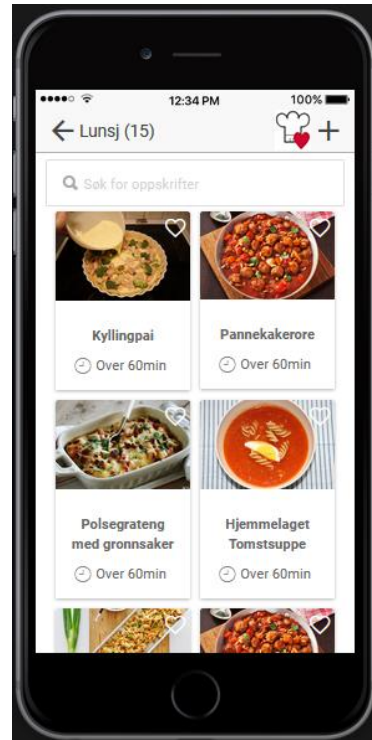 12:34 PM
100%
Lunsj (15)
Søk for oppskrifter
Kyllingpai
Pannekakerore
Over 60min
Over 60min
Polsegrateng
med gronnsaker
Hjemmelaget
Tomstsuppe
Over 60min
Over 60min